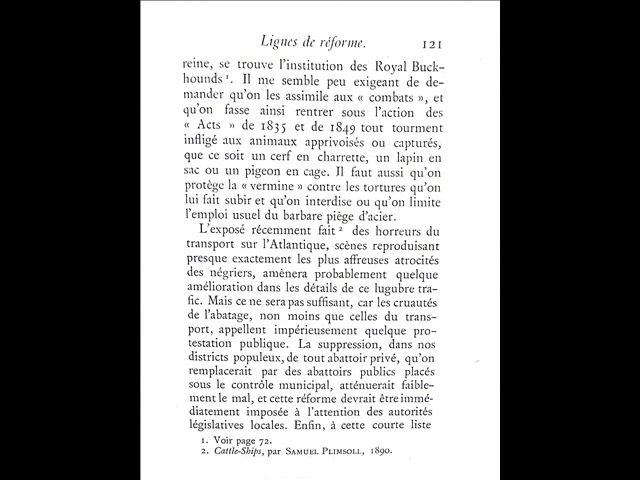 Lignes de réforme. 121
reine, se trouve l'institution des Royal Buck-
hounds ¹. Il me semble peu exigeant de de-
mander qu'on les assimile aux « combats », et
qu'on fasse ainsi rentrer sous l'action des
« Acts » de 1835 et de 1849 tout tourment
infligé aux animaux apprivoisés ou capturés,
que ce soit un cerf en charrette, un lapin en
sac ou un pigeon en cage. Il faut aussi qu'on
protège la « vermine » contre les tortures qu'on
lui fait subir et qu'on interdise ou qu'on limite
l'emploi usuel du barbare piège d'acier.
L'exposé récemment fait ² des horreurs du
transport sur l'Atlantique, scènes reproduisant
presque exactement les plus affreuses atrocités
des négriers, amènera probablement quelque
amélioration dans les détails de ce lugubre tra-
fic. Mais ce ne sera pas suffisant, car les cruautés
de l'abatage, non moins que celles du trans-
port, appellent impérieusement quelque pro-
testation publique. La suppression, dans nos
districts populeux, de tout abattoir privé, qu'on
remplacerait par des abattoirs publics placés
sous le contrôle municipal, atténuerait faible-
ment le mal, et cette réforme devrait être immé-
diatement imposée à l'attention des autorités
législatives locales. Enfin, à cette courte liste
1. Voir page 72.
2. Cattle-Ships, par SAMUEL PLIMSOLL, 1890.